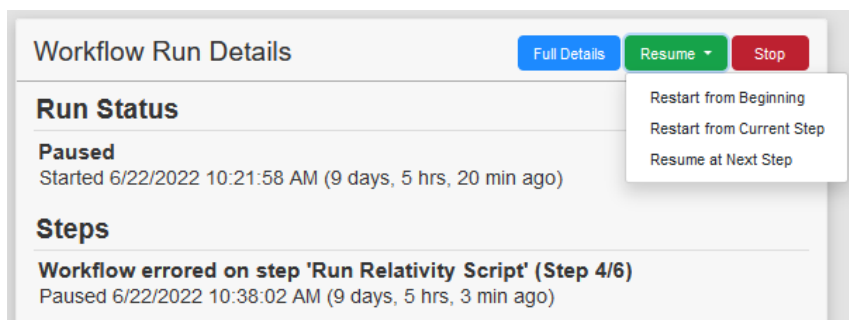 Workflow Run Details
Full Details
Resume
Stop
Restart from Beginning
Restart from Current Step
Resume at Next Step
Run Status
Paused
Started 6/22/2022 10:21:58 AM (9 days, 5 hrs, 20 min ago)
Steps
Workflow errored on step 'Run Relativity Script' (Step 4/6)
Paused 6/22/2022 10:38:02 AM (9 days, 5 hrs, 3 min ago)